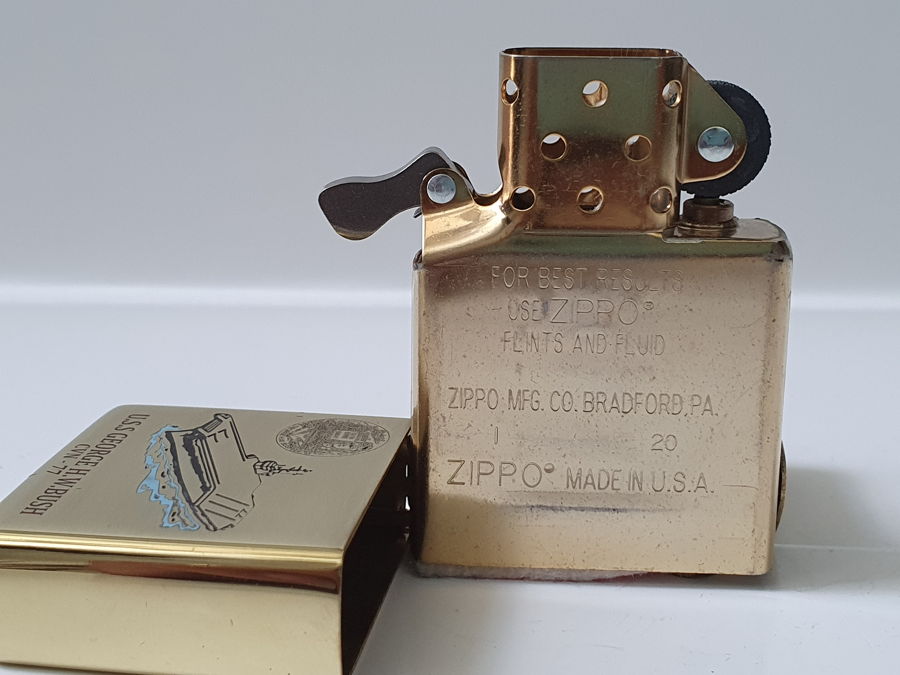 FOR BEST RESULTS
USE ZIPPO®
FLINTS AND FLUID
ZIPPO MFG. CO. BRADFORD, PA.
I 20
ZIPPO® MADE IN U.S.A.
U.S.S. GEORGE H.W. BUSH
CVN-77